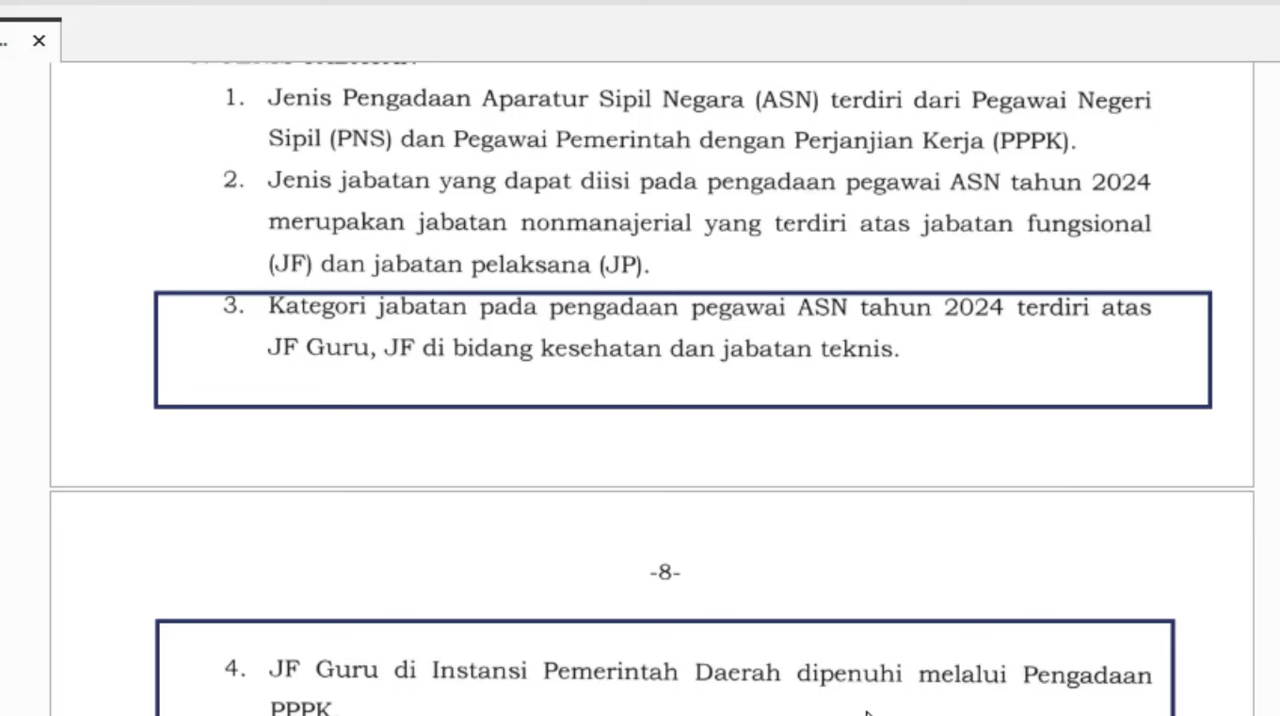 1. Jenis Pengadaan Aparatur Sipil Negara (ASN) terdiri dari Pegawai Negeri
Sipil (PNS) dan Pegawai Pemerintah dengan Perjanjian Kerja (PPPK).
2. Jenis jabatan yang dapat diisi pada pengadaan pegawai ASN tahun 2024
merupakan jabatan nonmanajerial yang terdiri atas jabatan fungsional
(JF) dan jabatan pelaksana (JP).
3. Kategori jabatan pada pengadaan pegawai ASN tahun 2024 terdiri atas
JF Guru, JF di bidang kesehatan dan jabatan teknis.
-8-
4. JF Guru di Instansi Pemerintah Daerah dipenuhi melalui Pengadaan
PPPK.